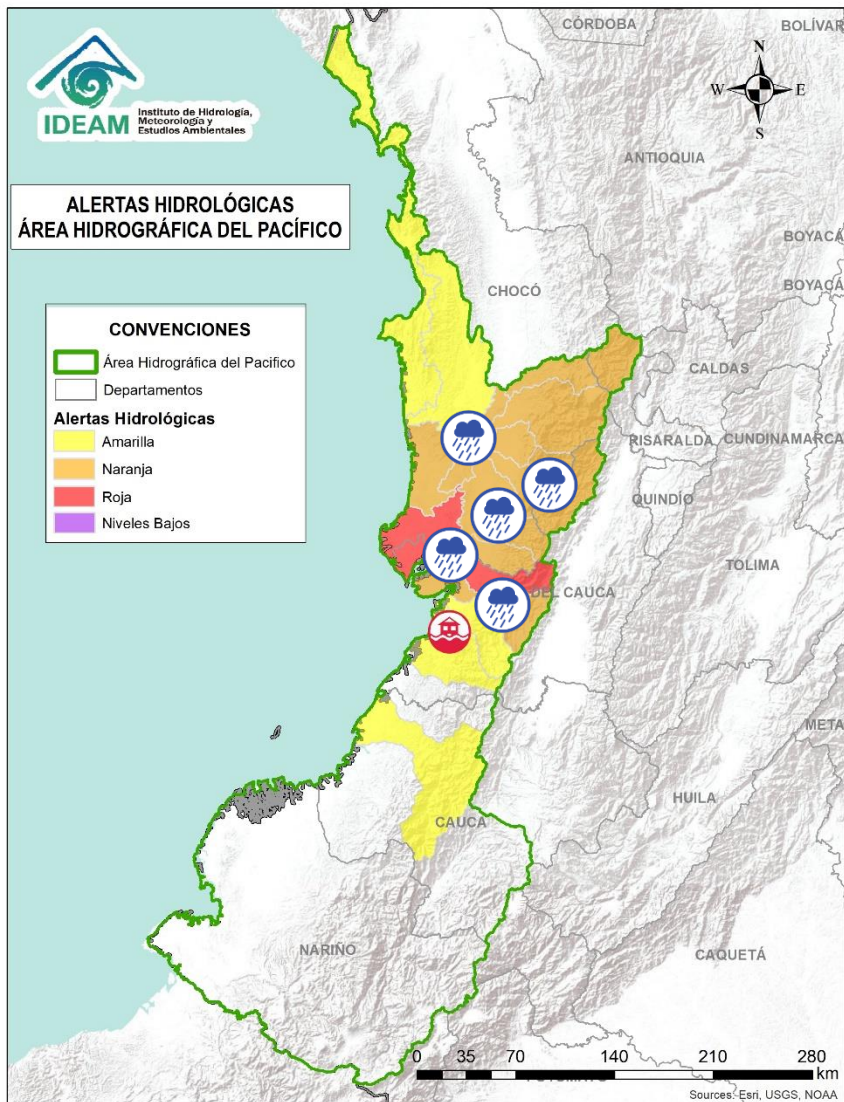 IDEAM
Instituto de Hidrología,
Meteorología y
Estudios Ambientales
ALERTAS HIDROLÓGICAS
ÁREA HIDROGRÁFICA DEL PACÍFICO
CONVENCIONES
Área Hidrográfica del Pacifico
Departamentos
Alertas Hidrológicas
Amarilla
Naranja
Roja
Niveles Bajos
N
W E
S
CÓRDOBA
BOLÍVAR
ANTIOQUIA
BOYACÁ
BOYACÁ
CHOCÓ
CALDAS
RISARALDA
CUNDINAMARCA
QUINDÍO
TOLIMA
DEL CAUCA
META
HUILA
CAUCA
NARIÑO
CAQUETÁ
0 35 70 140 210 280
km
Sources: Esri, USGS, NOAA